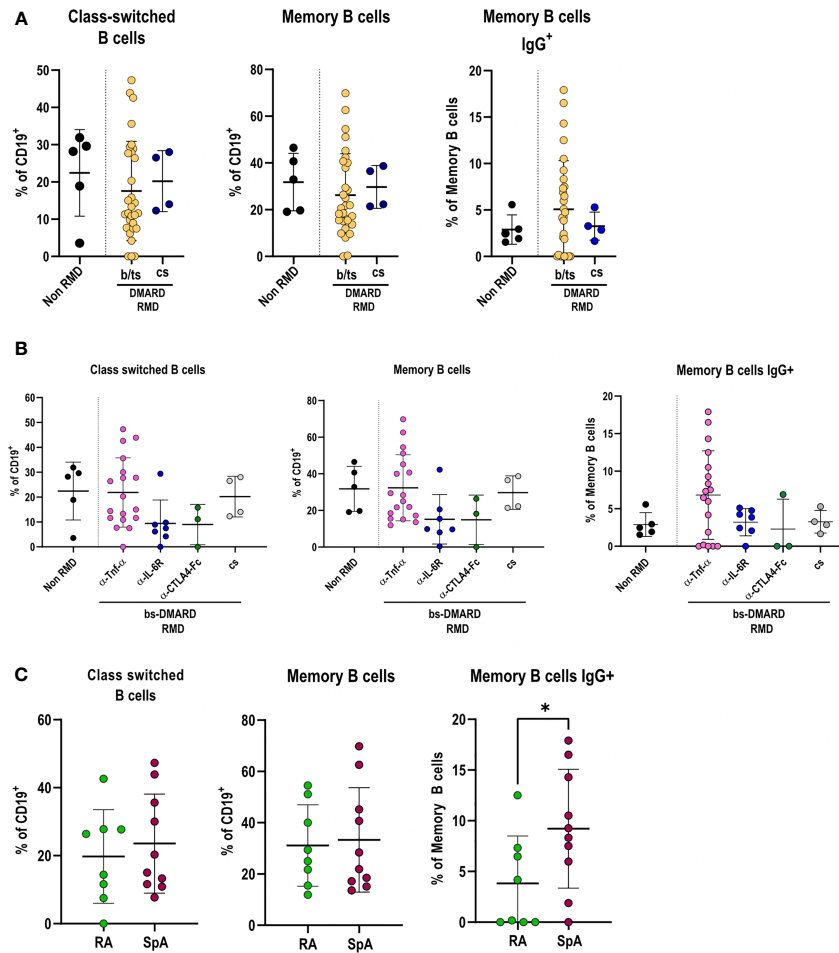 A
Class-switched
B cells
% of CD19+
50
40
30
20
10
0
Non RMD
b/ts
cs
DMARD
RMD
Memory B cells
% of CD19+
80
60
40
20
0
Non RMD
b/ts
cs
DMARD
RMD
Memory B cells
IgG+
% of Memory B cells
20
15
10
5
0
Non RMD
b/ts
cs
DMARD
RMD
B
Class switched B cells
% of CD19+
60
50
40
30
20
10
0
Non RMD
α-Tnf-α
α-IL-6R
α-CTLA4-Fc
cs
bs-DMARD
RMD
Memory B cells
% of CD19+
80
60
40
20
0
Non RMD
α-Tnf-α
α-IL-6R
α-CTLA4-Fc
cs
bs-DMARD
RMD
Memory B cells IgG+
% of Memory B cells
20
15
10
5
0
Non RMD
α-Tnf-α
α-IL-6R
α-CTLA4-Fc
cs
bs-DMARD
RMD
C
Class switched
B cells
% of CD19+
60
40
20
0
RA
SpA
Memory B cells
% of CD19+
80
60
40
20
0
RA
SpA
Memory B cells IgG+
% of Memory B cells
20
15
10
5
0
*
RA
SpA